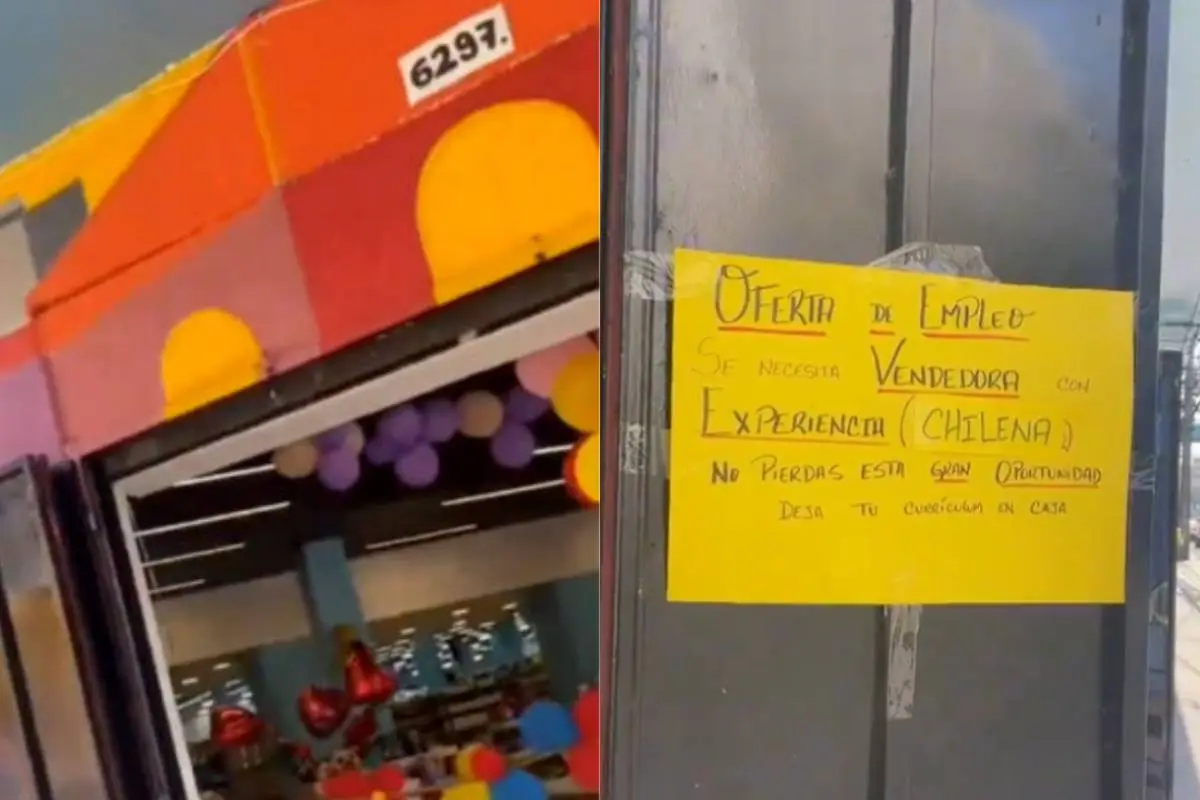 6297.
OFERTA DE EMPLEO
SE NECESITA VENDEDORA CON
EXPERIENCIA (CHILENA)
NO PIERDAS ESTA GRAN OPORTUNIDAD
DEJA TU CURRÍCULUM EN CAJA